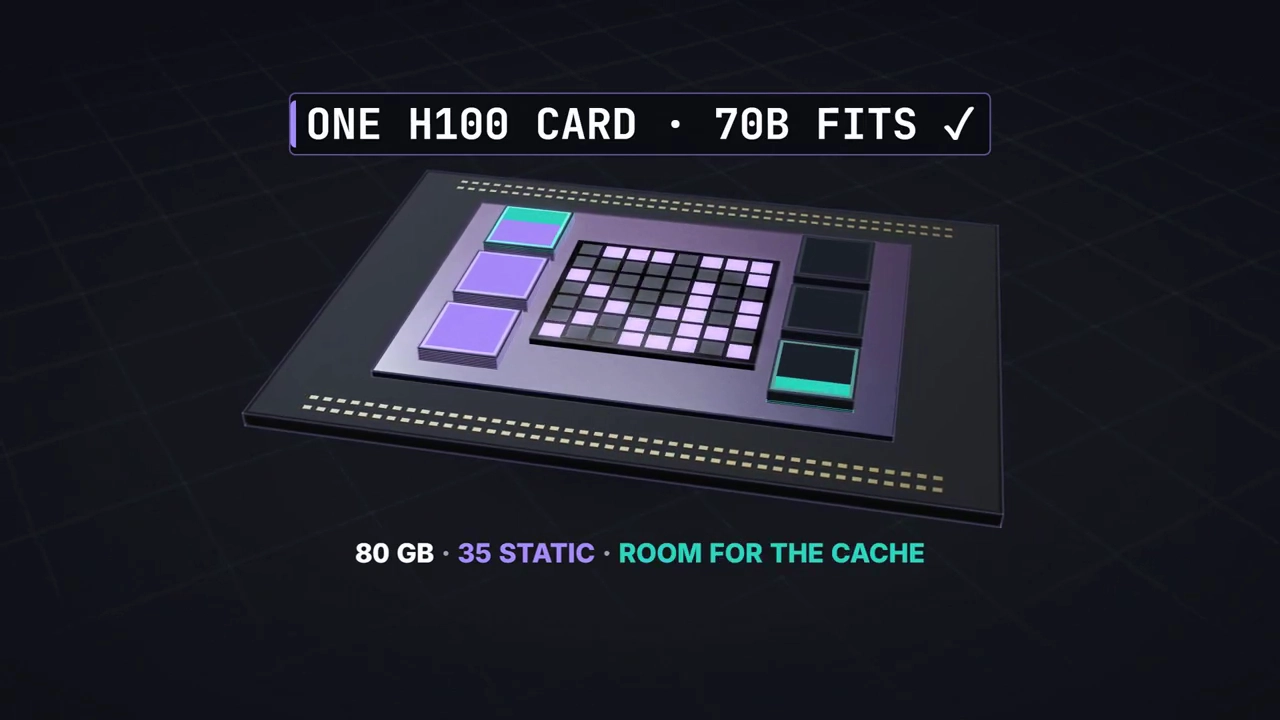 ONE H100 CARD · 70B FITS ✓
80 GB · 35 STATIC · ROOM FOR THE CACHE